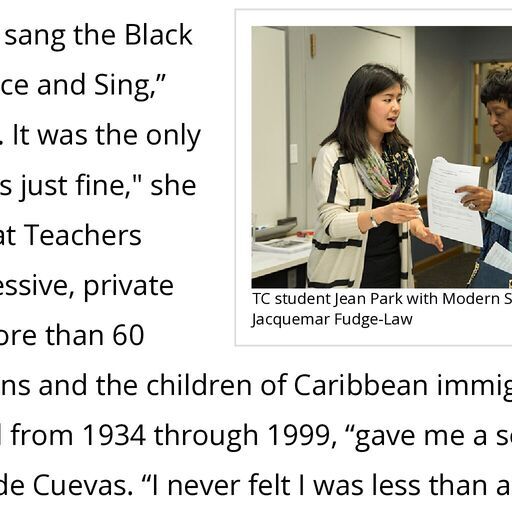 sang the Black
ce and Sing,”
. It was the only
s just fine," she
at Teachers
essive, private
ore than 60
TC student Jean Park with Modern S
Jacquemar Fudge-Law
ns and the children of Caribbean immig
l from 1934 through 1999, “gave me a s
de Cuevas. “I never felt I was less than a